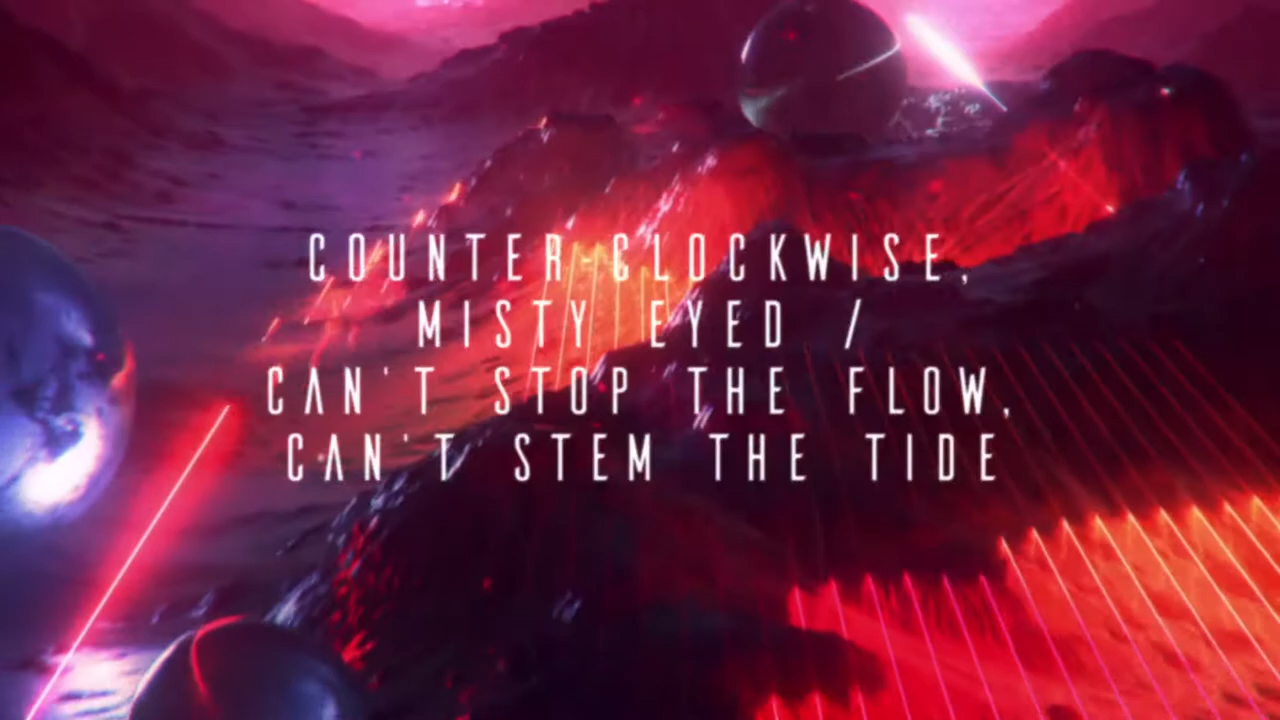 COUNTER-CLOCKWISE,
MISTY EYED /
CAN'T STOP THE FLOW,
CAN'T STEM THE TIDE